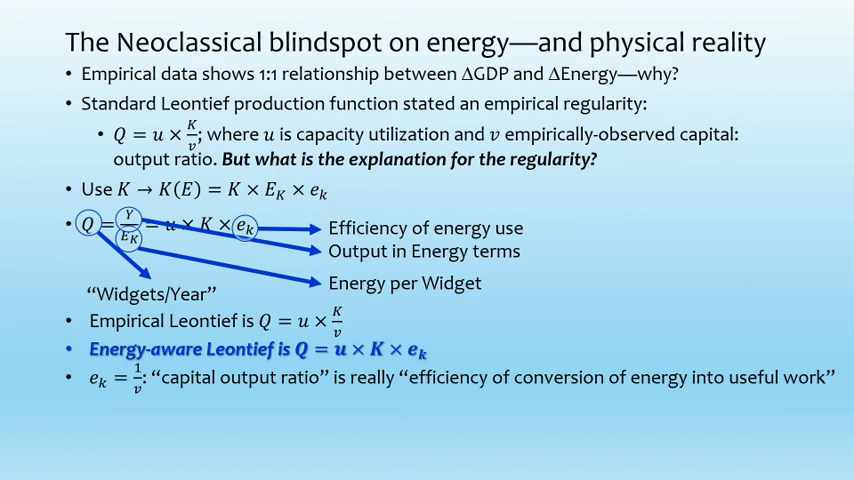 The Neoclassical blindspot on energy—and physical reality
• Empirical data shows 1:1 relationship between ΔGDP and ΔEnergy—why?
• Standard Leontief production function stated an empirical regularity:
• Q = u × K/v; where u is capacity utilization and v empirically-observed capital:
output ratio. But what is the explanation for the regularity?
• Use K → K(E) = K × E_K × e_k
• Q = Y/E_K = u × K × e_k
Efficiency of energy use
Output in Energy terms
Energy per Widget
“Widgets/Year”
• Empirical Leontief is Q = u × K/v
• Energy-aware Leontief is Q = u × K × e_k
• e_k = 1/v: “capital output ratio” is really “efficiency of conversion of energy into useful work”